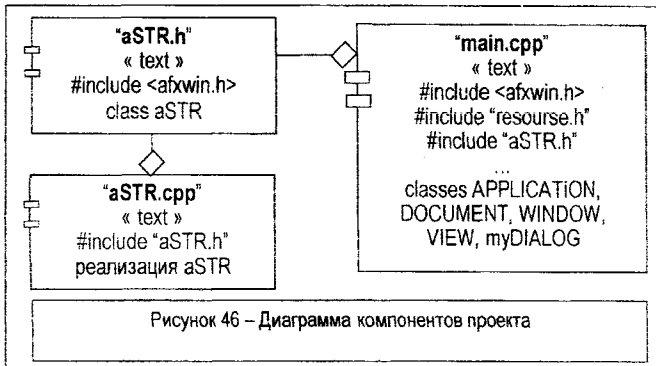 "aSTR.h"
« text »
#include <afxwin.h>
class aSTR
"main.cpp"
« text »
#include <afxwin.h>
#include "resourse.h"
#include "aSTR.h"
...
classes APPLICATiON,
DOCUMENT, WINDOW,
VIEW, myDIALOG
"aSTR.cpp"
« text »
#include "aSTR.h"
реализация aSTR
Рисунок 46 – Диаграмма компонентов проекта